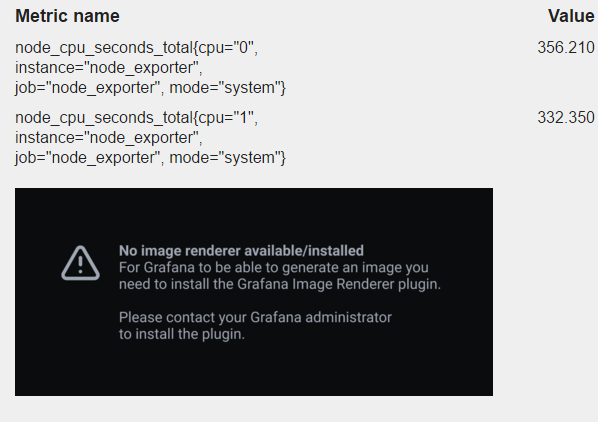 Metric name Value
node_cpu_seconds_total{cpu="0", 356.210
instance="node_exporter",
job="node_exporter", mode="system"}
node_cpu_seconds_total{cpu="1", 332.350
instance="node_exporter",
job="node_exporter", mode="system"}
No image renderer available/installed
For Grafana to be able to generate an image you
need to install the Grafana Image Renderer plugin.
Please contact your Grafana administrator
to install the plugin.